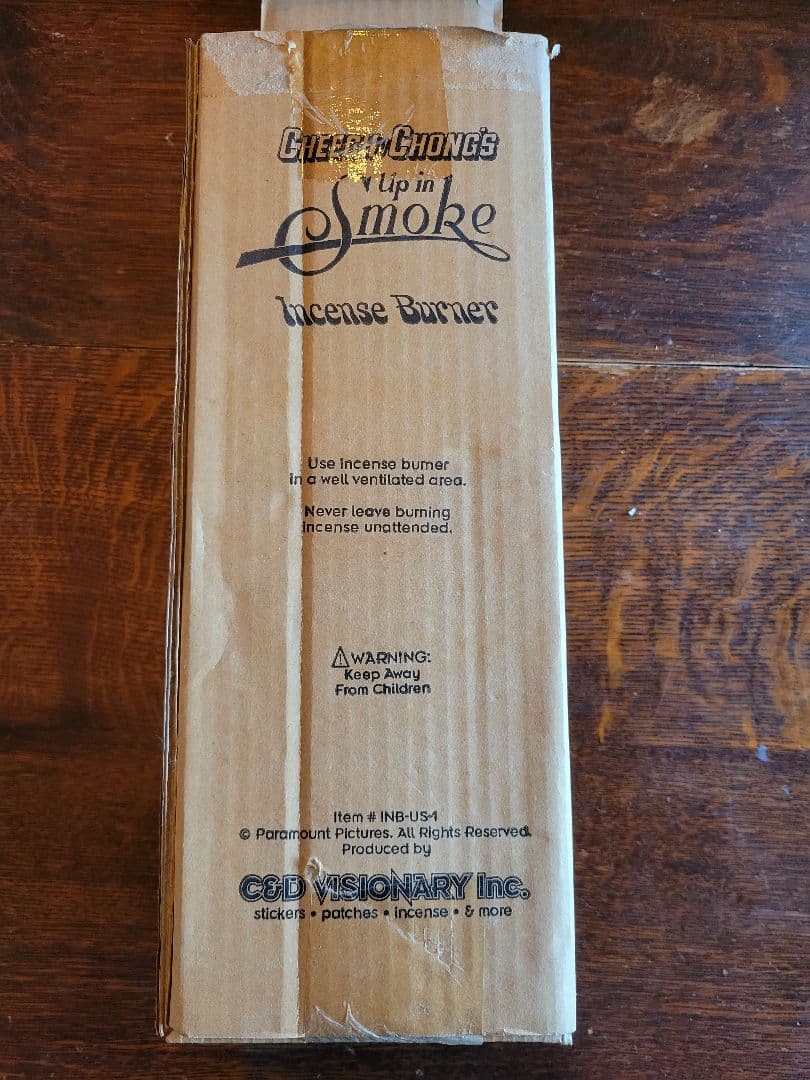 CHEECH & CHONG'S
Up in
Smoke
Incense Burner
Use incense burner
in a well ventilated area.
Never leave burning
incense unattended.
WARNING:
Keep Away
From Children
Item # INB-US-1
© Paramount Pictures. All Rights Reserved.
Produced by
C&D VISIONARY Inc.
stickers • patches • incense • & more